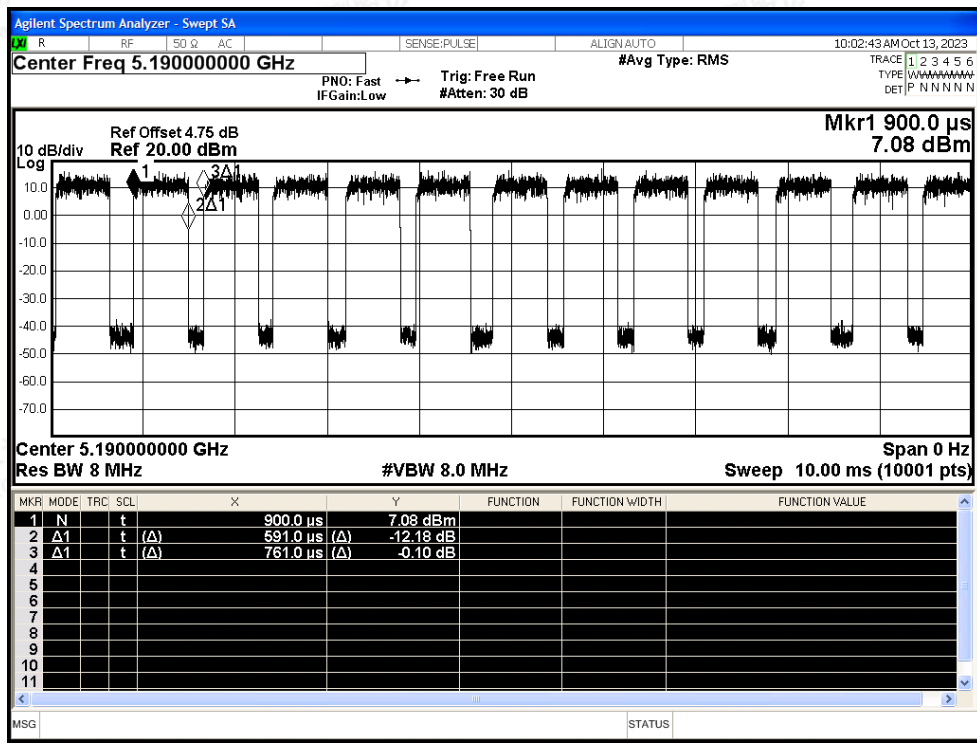 Agilent Spectrum Analyzer - Swept SA
LXI R RF 50 Ω AC SENSE:PULSE ALIGN AUTO 10:02:43 AM Oct 13, 2023
Center Freq 5.190000000 GHz #Avg Type: RMS TRACE 1 2 3 4 5 6
PNO: Fast Trig: Free Run TYPE WWWWWW
IFGain:Low #Atten: 30 dB DET P N N N N N
Mkr1 900.0 µs
7.08 dBm
Ref Offset 4.75 dB
10 dB/div Ref 20.00 dBm
Log
1 3Δ1
10.0
2Δ1
0.00
-10.0
-20.0
-30.0
-40.0
-50.0
-60.0
-70.0
Center 5.190000000 GHz Span 0 Hz
Res BW 8 MHz #VBW 8.0 MHz Sweep 10.00 ms (10001 pts)
MKR MODE TRC SCL X Y FUNCTION FUNCTION WIDTH FUNCTION VALUE
1 N t 900.0 µs 7.08 dBm
2 Δ1 t (Δ) 591.0 µs (Δ) -12.18 dB
3 Δ1 t (Δ) 761.0 µs (Δ) -0.10 dB
4
5
6
7
8
9
10
11
MSG STATUS